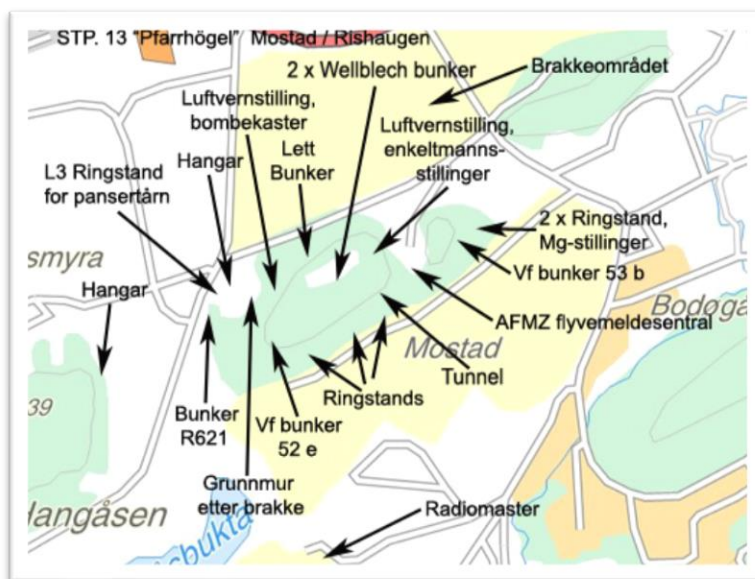 STP. 13 "Pfarrhögel" Mostad / Rishaugen
2 x Wellblech bunker
Brakkeområdet
Luftvernstilling,
bombekaster
Luftvernstilling,
enkeltmanns-
stillinger
Hangar
Lett
Bunker
L3 Ringstand
for pansertårn
2 x Ringstand,
Mg-stillinger
smyra
Hangar
Vf bunker 53 b
Bodøga
AFMZ flyvemeldesentral
Mostad
Tunnel
39
Ringstands
Bunker
R621
Vf bunker
52 e
Grunnmur
etter brakke
Hangåsen
Radiomaster
sbukta